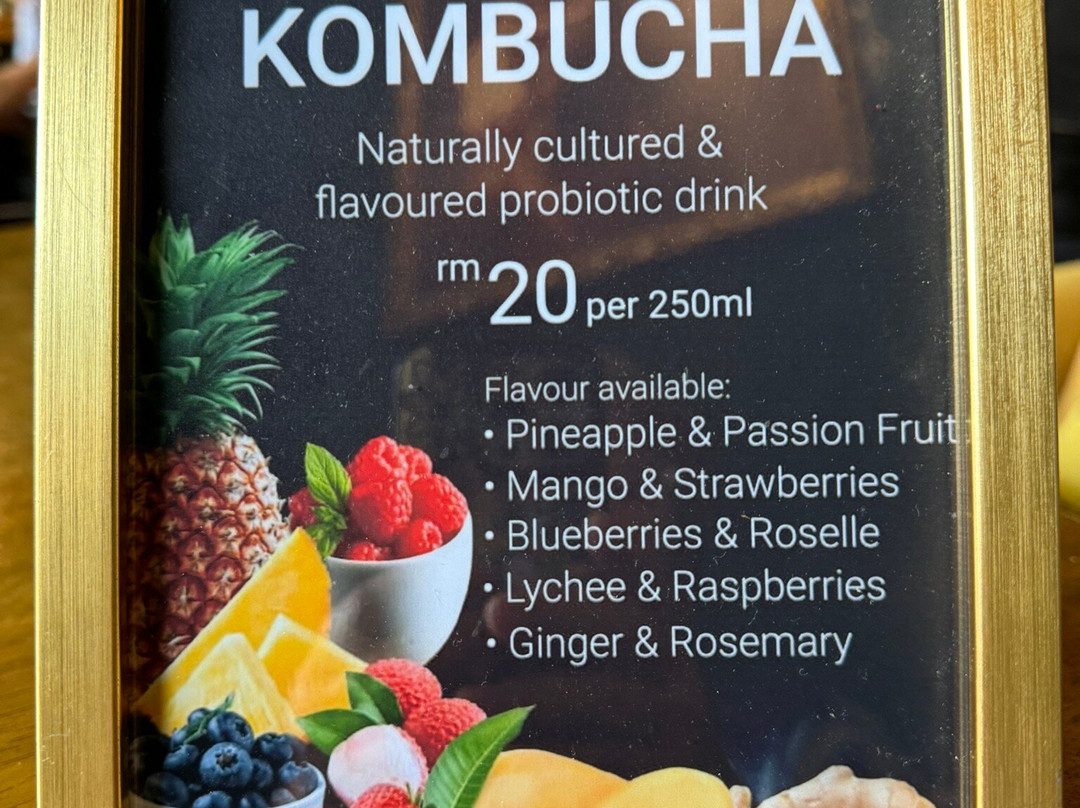 KOMBUCHA
Naturally cultured &
flavoured probiotic drink
rm 20 per 250ml
Flavour available:
• Pineapple & Passion Fruit
• Mango & Strawberries
• Blueberries & Roselle
• Lychee & Raspberries
• Ginger & Rosemary